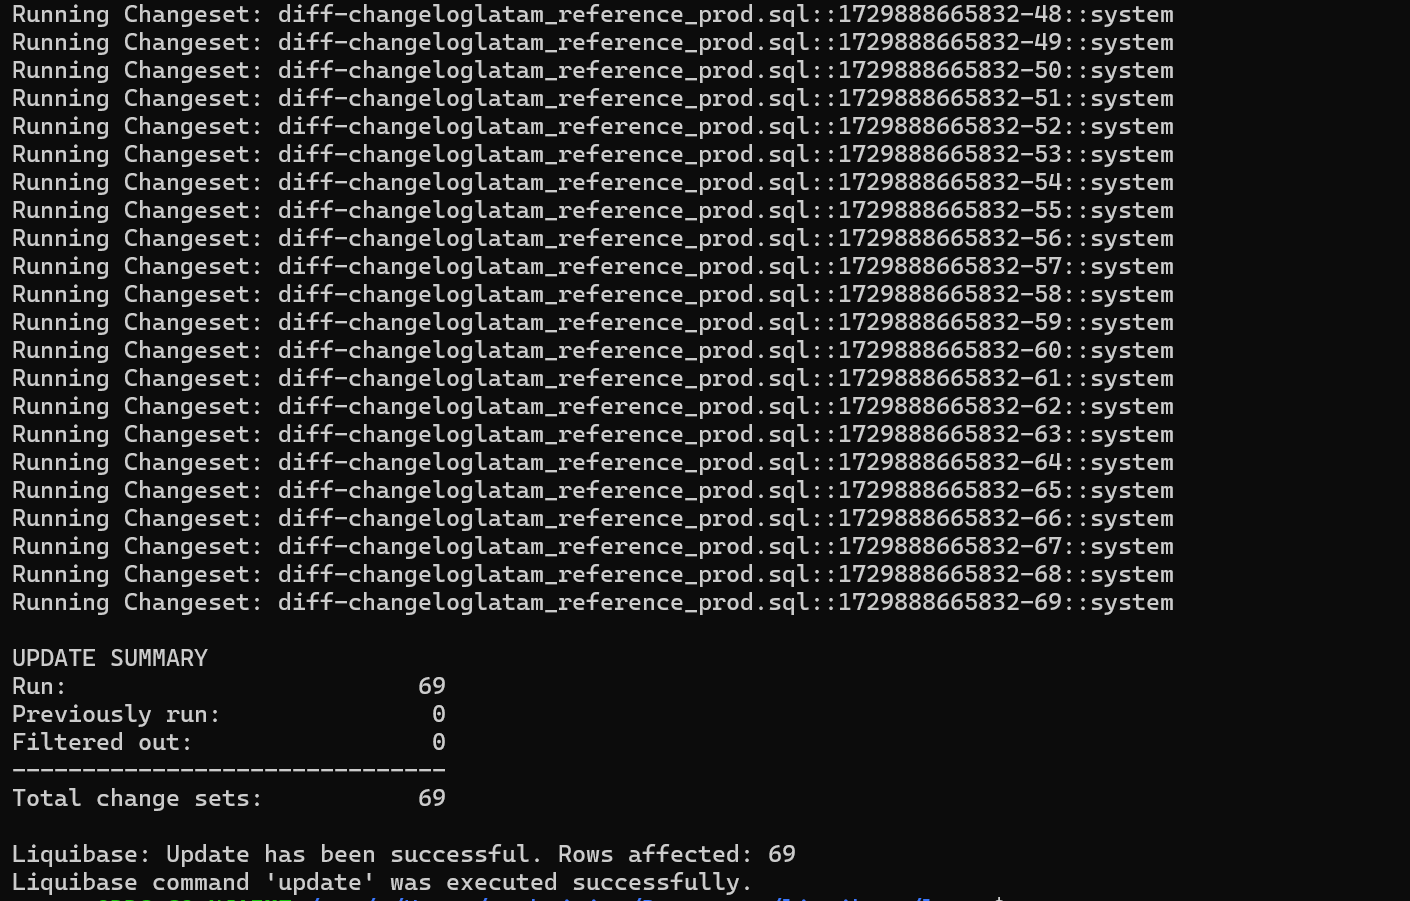 Running Changeset: diff-changeloglatam_reference_prod.sql::1729888665832-48::system
Running Changeset: diff-changeloglatam_reference_prod.sql::1729888665832-49::system
Running Changeset: diff-changeloglatam_reference_prod.sql::1729888665832-50::system
Running Changeset: diff-changeloglatam_reference_prod.sql::1729888665832-51::system
Running Changeset: diff-changeloglatam_reference_prod.sql::1729888665832-52::system
Running Changeset: diff-changeloglatam_reference_prod.sql::1729888665832-53::system
Running Changeset: diff-changeloglatam_reference_prod.sql::1729888665832-54::system
Running Changeset: diff-changeloglatam_reference_prod.sql::1729888665832-55::system
Running Changeset: diff-changeloglatam_reference_prod.sql::1729888665832-56::system
Running Changeset: diff-changeloglatam_reference_prod.sql::1729888665832-57::system
Running Changeset: diff-changeloglatam_reference_prod.sql::1729888665832-58::system
Running Changeset: diff-changeloglatam_reference_prod.sql::1729888665832-59::system
Running Changeset: diff-changeloglatam_reference_prod.sql::1729888665832-60::system
Running Changeset: diff-changeloglatam_reference_prod.sql::1729888665832-61::system
Running Changeset: diff-changeloglatam_reference_prod.sql::1729888665832-62::system
Running Changeset: diff-changeloglatam_reference_prod.sql::1729888665832-63::system
Running Changeset: diff-changeloglatam_reference_prod.sql::1729888665832-64::system
Running Changeset: diff-changeloglatam_reference_prod.sql::1729888665832-65::system
Running Changeset: diff-changeloglatam_reference_prod.sql::1729888665832-66::system
Running Changeset: diff-changeloglatam_reference_prod.sql::1729888665832-67::system
Running Changeset: diff-changeloglatam_reference_prod.sql::1729888665832-68::system
Running Changeset: diff-changeloglatam_reference_prod.sql::1729888665832-69::system
UPDATE SUMMARY
Run: 69
Previously run: 0
Filtered out: 0
-------------------------------
Total change sets: 69
Liquibase: Update has been successful. Rows affected: 69
Liquibase command 'update' was executed successfully.